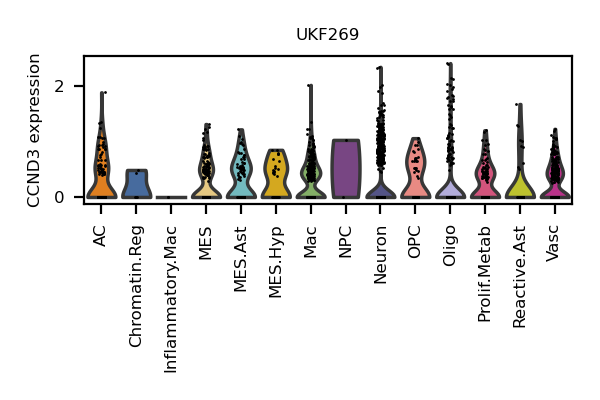 UKF269
CCND3 expression
2
0
AC
Chromatin.Reg
Inflammatory.Mac
MES
MES.Ast
MES.Hyp
Mac
NPC
Neuron
OPC
Oligo
Prolif.Metab
Reactive.Ast
Vasc